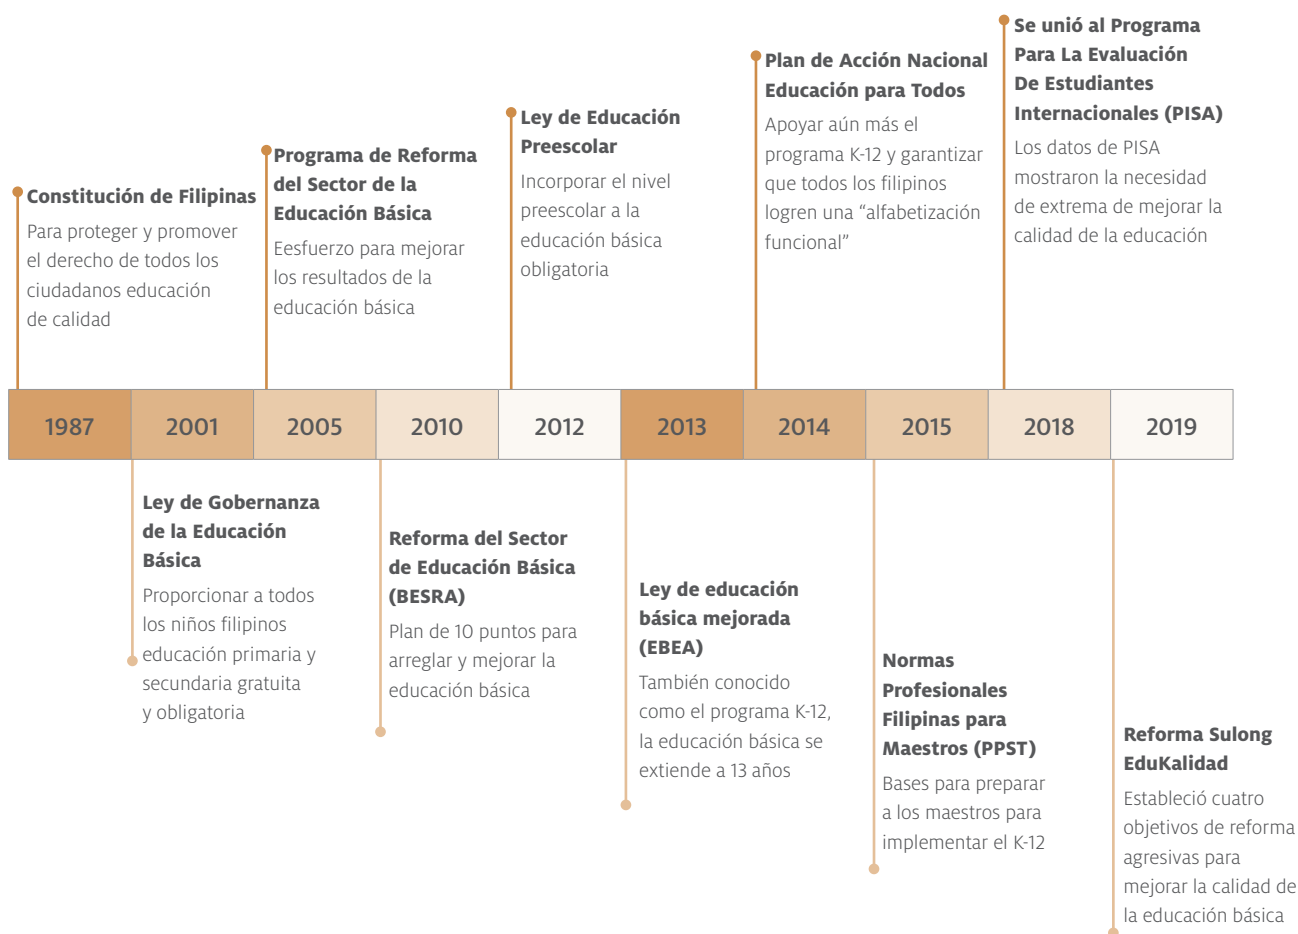 Constitución de Filipinas
Para proteger y promover
el derecho de todos los
ciudadanos educación
de calidad
Programa de Reforma
del Sector de la
Educación Básica
Eesfuerzo para mejorar
los resultados de la
educación básica
Ley de Educación
Preescolar
Incorporar el nivel
preescolar a la
educación básica
obligatoria
Plan de Acción Nacional
Educación para Todos
Apoyar aún más el
programa K-12 y garantizar
que todos los filipinos
logren una “alfabetización
funcional”
Se unió al Programa
Para La Evaluación
De Estudiantes
Internacionales (PISA)
Los datos de PISA
mostraron la necesidad
de extrema de mejorar la
calidad de la educación
1987 2001 2005 2010 2012 2013 2014 2015 2018 2019
Ley de Gobernanza
de la Educación
Básica
Proporcionar a todos
los niños filipinos
educación primaria y
secundaria gratuita
y obligatoria
Reforma del Sector
de Educación Básica
(BESRA)
Plan de 10 puntos para
arreglar y mejorar la
educación básica
Ley de educación
básica mejorada
(EBEA)
También conocido
como el programa K-12,
la educación básica se
extiende a 13 años
Normas
Profesionales
Filipinas para
Maestros (PPST)
Bases para preparar
a los maestros para
implementar el K-12
Reforma Sulong
EduKalidad
Estableció cuatro
objetivos de reforma
agresivas para
mejorar la calidad de
la educación básica